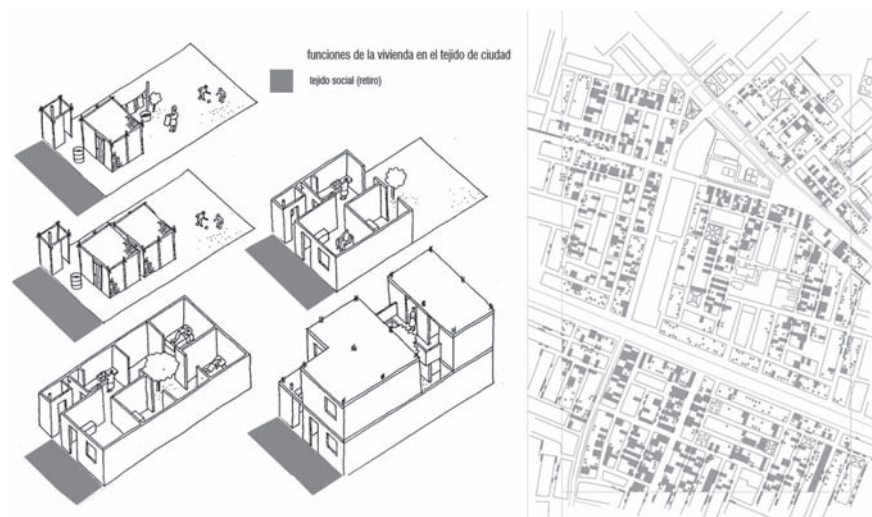 funciones de la vivienda en el tejido de ciudad
tejido social (retiro)